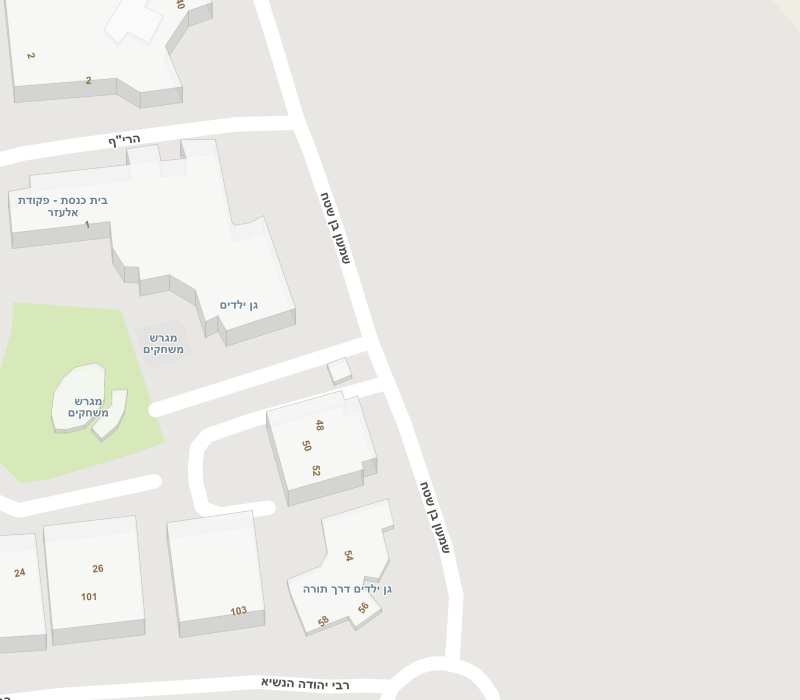 40
2
2
הרי"ף
בית כנסת - פקודת
אלעזר
1
שמעון בן שטח
גן ילדים
מגרש
משחקים
מגרש
משחקים
48
50
52
שמעון בן שטח
54
24
26
101
103
גן ילדים דרך תורה
56
58
רבי יהודה הנשיא